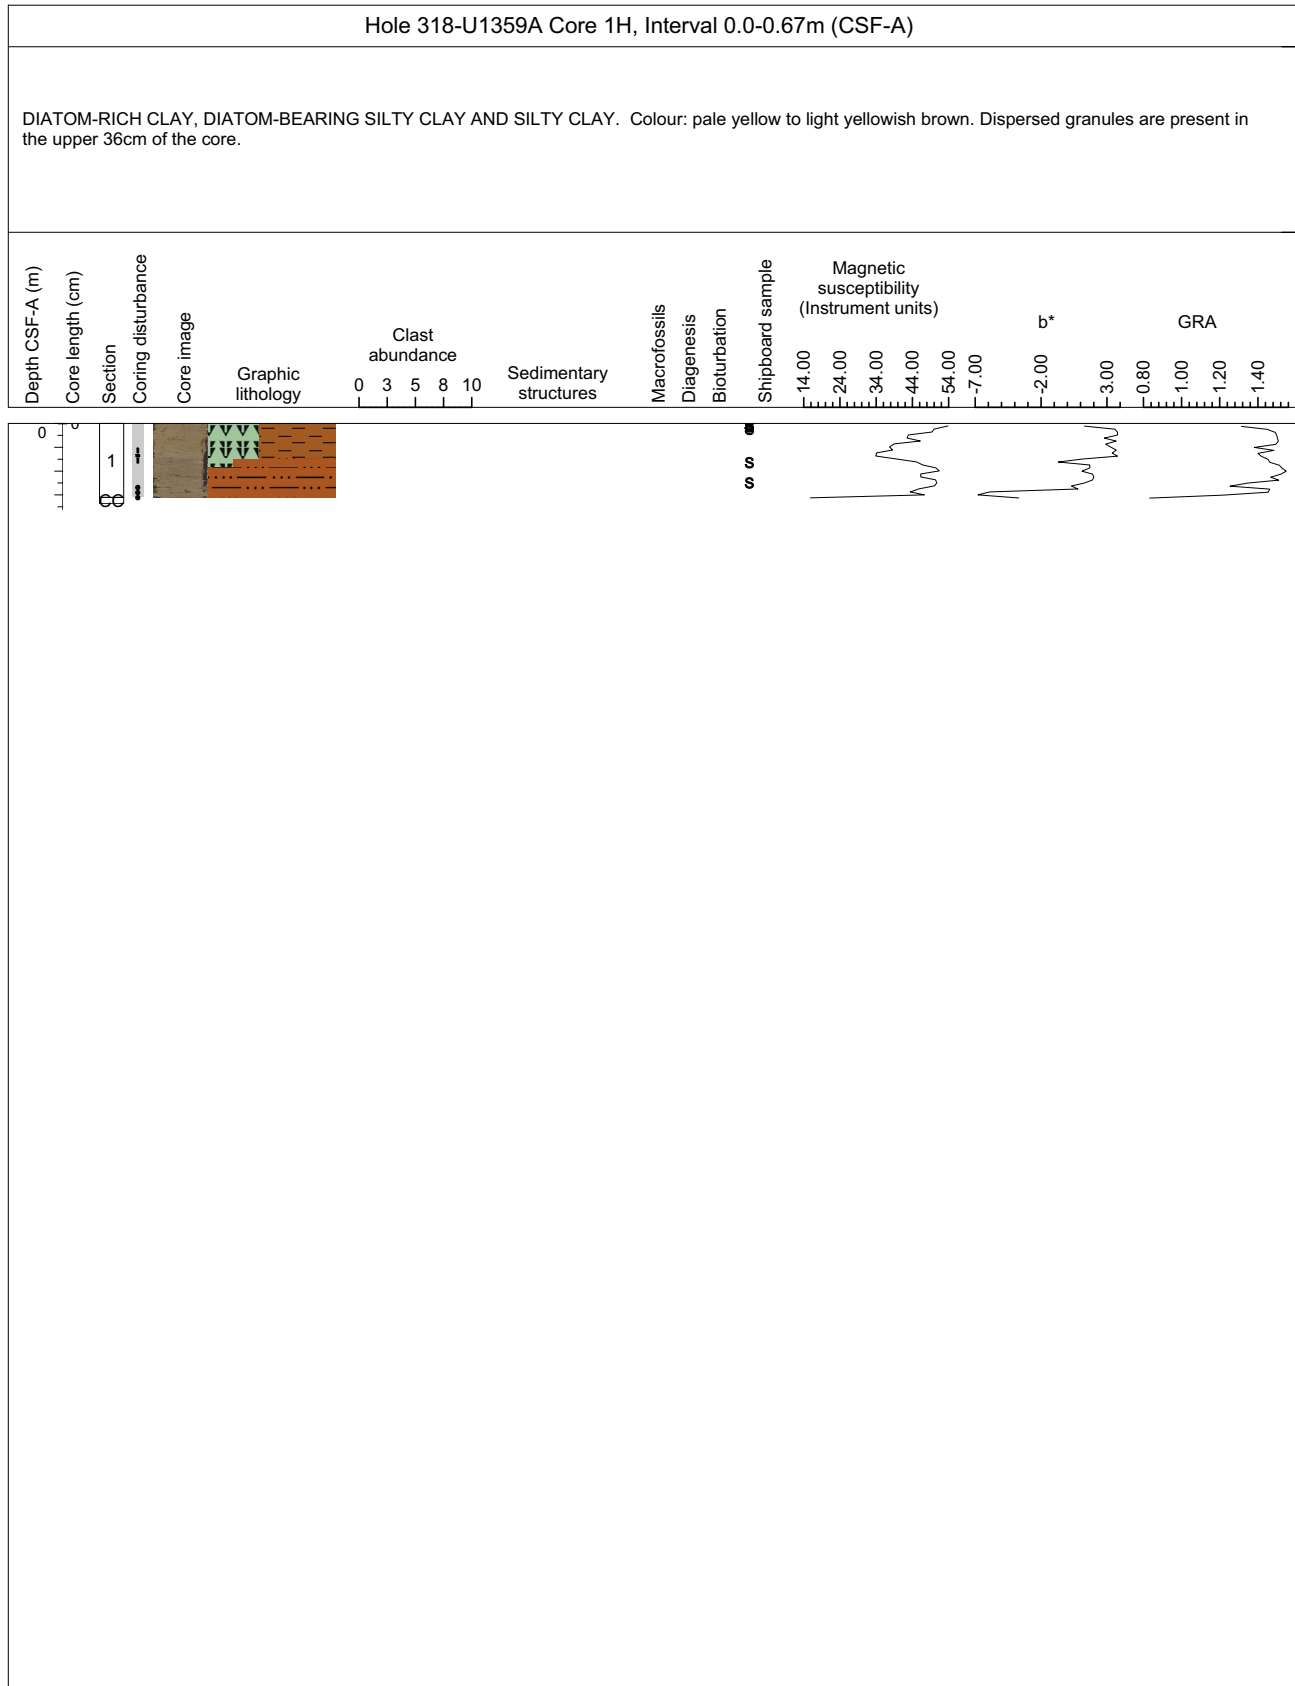 Hole 318-U1359A Core 1H, Interval 0.0-0.67m (CSF-A)
DIATOM-RICH CLAY, DIATOM-BEARING SILTY CLAY AND SILTY CLAY. Colour: pale yellow to light yellowish brown. Dispersed granules are present in
the upper 36cm of the core.
Depth CSF-A (m)
Core length (cm)
Section
Coring disturbance
Core image
Graphic
lithology
Clast
abundance
0 3 5 8 10
Sedimentary
structures
Macrofossils
Diagenesis
Bioturbation
Shipboard sample
Magnetic
susceptibility
(Instrument units)
14.00 24.00 34.00 44.00 54.00
b*
-7.00 -2.00 3.00
GRA
0.80 1.00 1.20 1.40
0
0
1
CC
S
S